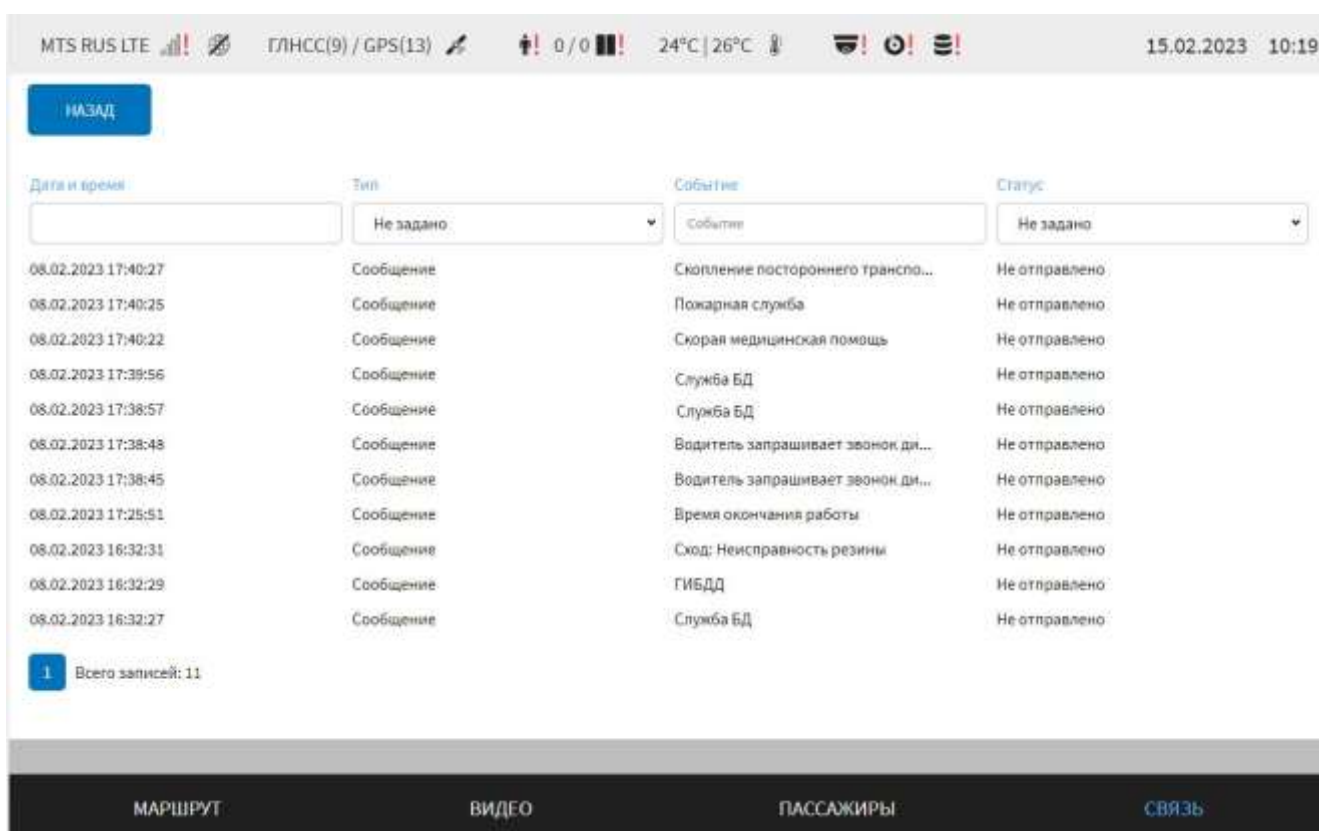 MTS RUS LTE ! ГЛНСС(9) / GPS(13) ! 0/0 ! 24°C|26°C ! ! ! 15.02.2023 10:19
НАЗАД
Дата и время Тип Событие Статус
Не задано Событие Не задано
08.02.2023 17:40:27 Сообщение Скопление постороннего транспо... Не отправлено
08.02.2023 17:40:25 Сообщение Пожарная служба Не отправлено
08.02.2023 17:40:22 Сообщение Скорая медицинская помощь Не отправлено
08.02.2023 17:39:56 Сообщение Служба БД Не отправлено
08.02.2023 17:38:57 Сообщение Служба БД Не отправлено
08.02.2023 17:38:48 Сообщение Водитель запрашивает звонок ди... Не отправлено
08.02.2023 17:38:45 Сообщение Водитель запрашивает звонок ди... Не отправлено
08.02.2023 17:25:51 Сообщение Время окончания работы Не отправлено
08.02.2023 16:32:31 Сообщение Сход: Неисправность резины Не отправлено
08.02.2023 16:32:29 Сообщение ГИБДД Не отправлено
08.02.2023 16:32:27 Сообщение Служба БД Не отправлено
1 Всего записей: 11
МАРШРУТ ВИДЕО ПАССАЖИРЫ СВЯЗЬ